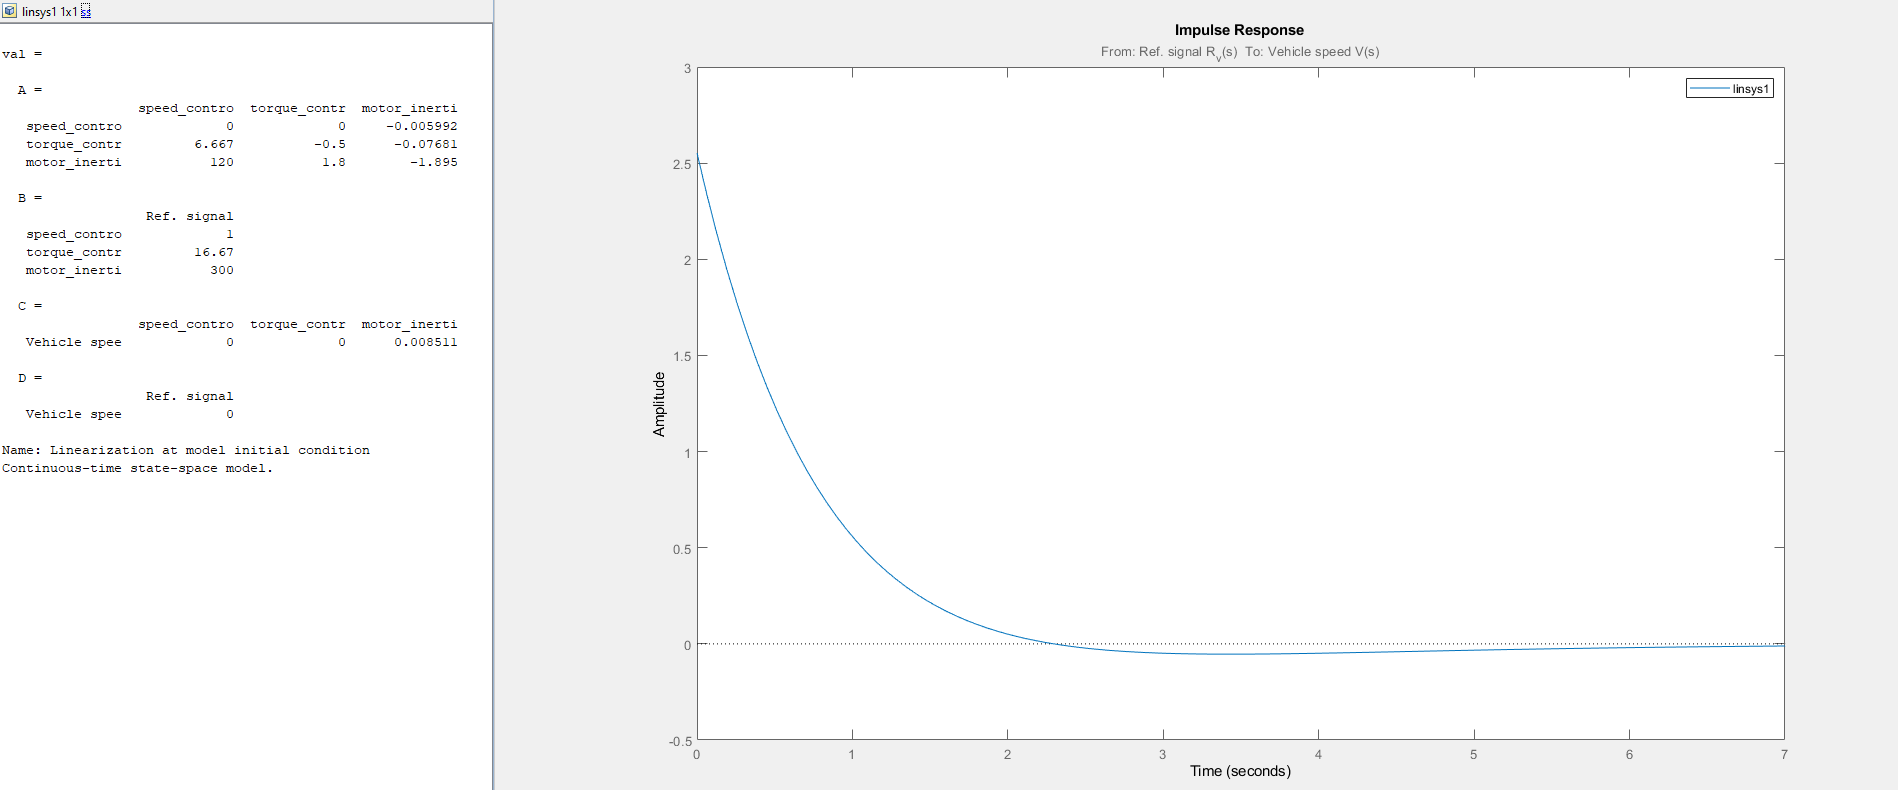 linsys1 1x1 ss
val =
A =
speed_contro torque_contr motor_inerti
speed_contro 0 0 -0.005992
torque_contr 6.667 -0.5 -0.07681
motor_inerti 120 1.8 -1.895
B =
Ref. signal
speed_contro 1
torque_contr 16.67
motor_inerti 300
C =
speed_contro torque_contr motor_inerti
Vehicle spee 0 0 0.008511
D =
Ref. signal
Vehicle spee 0
Name: Linearization at model initial condition
Continuous-time state-space model.
Impulse Response
From: Ref. signal R_v(s) To: Vehicle speed V(s)
linsys1
3
2.5
2
1.5
1
0.5
0
-0.5
Amplitude
0 1 2 3 4 5 6 7
Time (seconds)